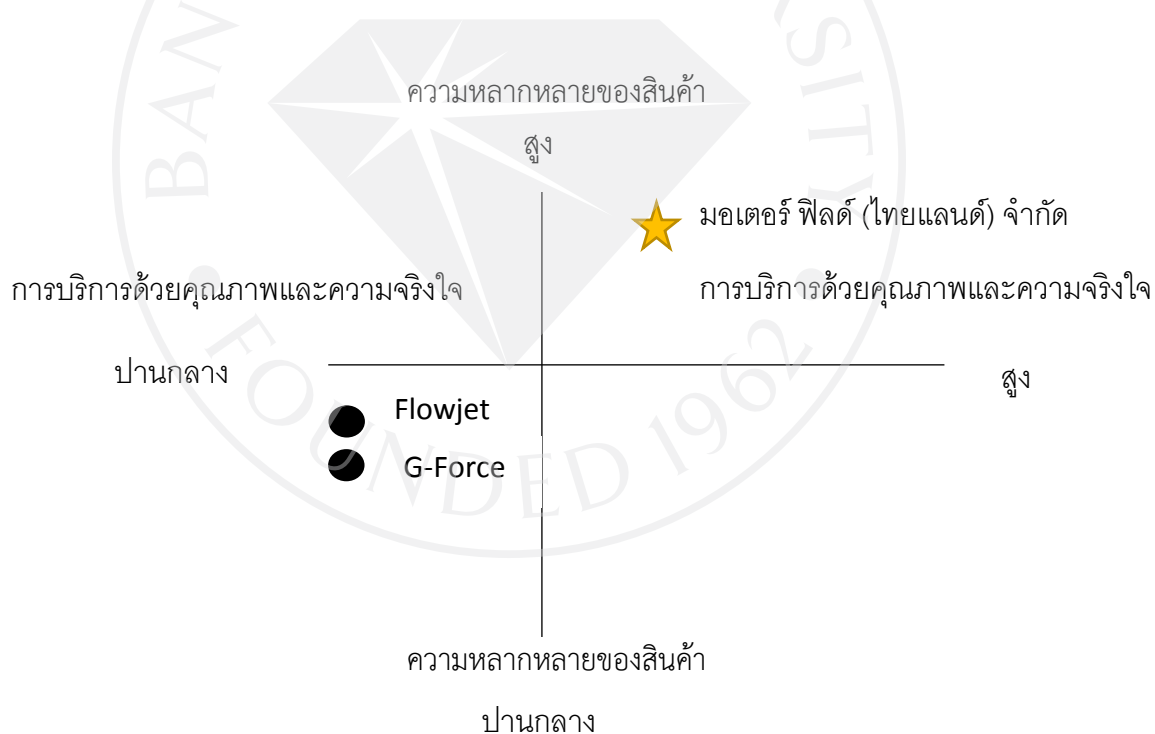 ความหลากหลายของสินค้า
สูง
มอเตอร์ ฟิลด์ (ไทยแลนด์) จำกัด
การบริการด้วยคุณภาพและความจริงใจ
การบริการด้วยคุณภาพและความจริงใจ
ปานกลาง
สูง
Flowjet
G-Force
ความหลากหลายของสินค้า
ปานกลาง
FOUNDED 1962